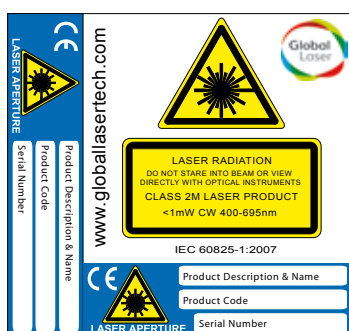 LASER APERTURE
Serial Number
Product Code
Product Description & Name
www.globallasertech.com
Global
Laser
LASER RADIATION
DO NOT STARE INTO BEAM OR VIEW
DIRECTLY WITH OPTICAL INSTRUMENTS
CLASS 2M LASER PRODUCT
<1mW CW 400-695nm
IEC 60825-1:2007
CE
CE
LASER APERTURE
Product Description & Name
Product Code
Serial Number